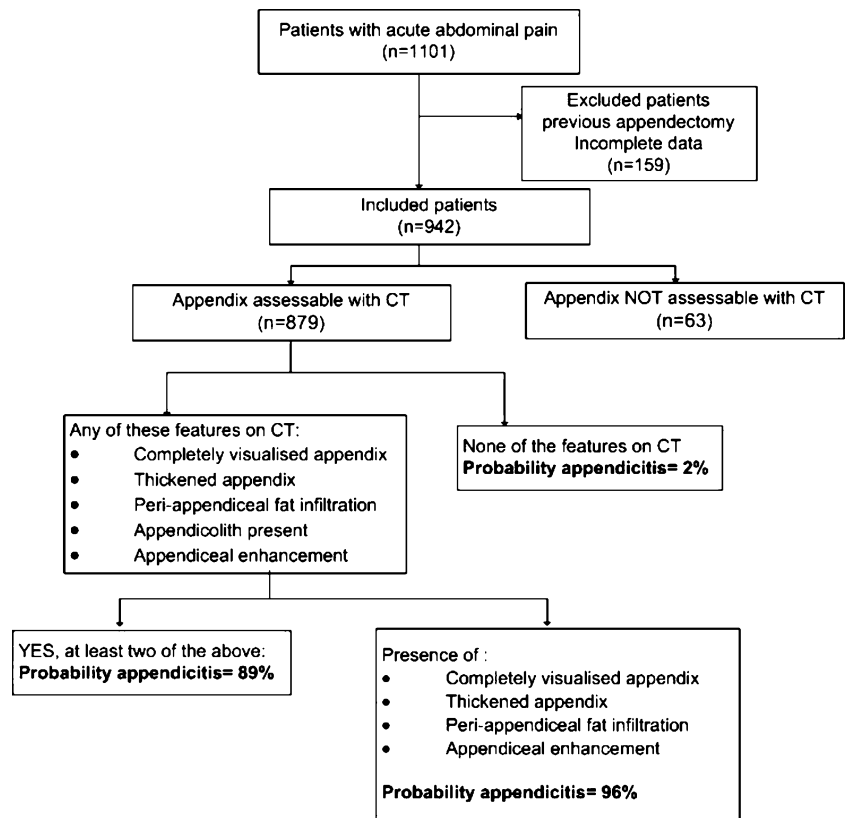 Patients with acute abdominal pain
(n=1101)
Excluded patients
previous appendectomy
Incomplete data
(n=159)
Included patients
(n=942)
Appendix assessable with CT
(n=879)
Appendix NOT assessable with CT
(n=63)
Any of these features on CT:
• Completely visualised appendix
• Thickened appendix
• Peri-appendiceal fat infiltration
• Appendicolith present
• Appendiceal enhancement
None of the features on CT
Probability appendicitis= 2%
YES, at least two of the above:
Probability appendicitis= 89%
Presence of :
• Completely visualised appendix
• Thickened appendix
• Peri-appendiceal fat infiltration
• Appendiceal enhancement
Probability appendicitis= 96%